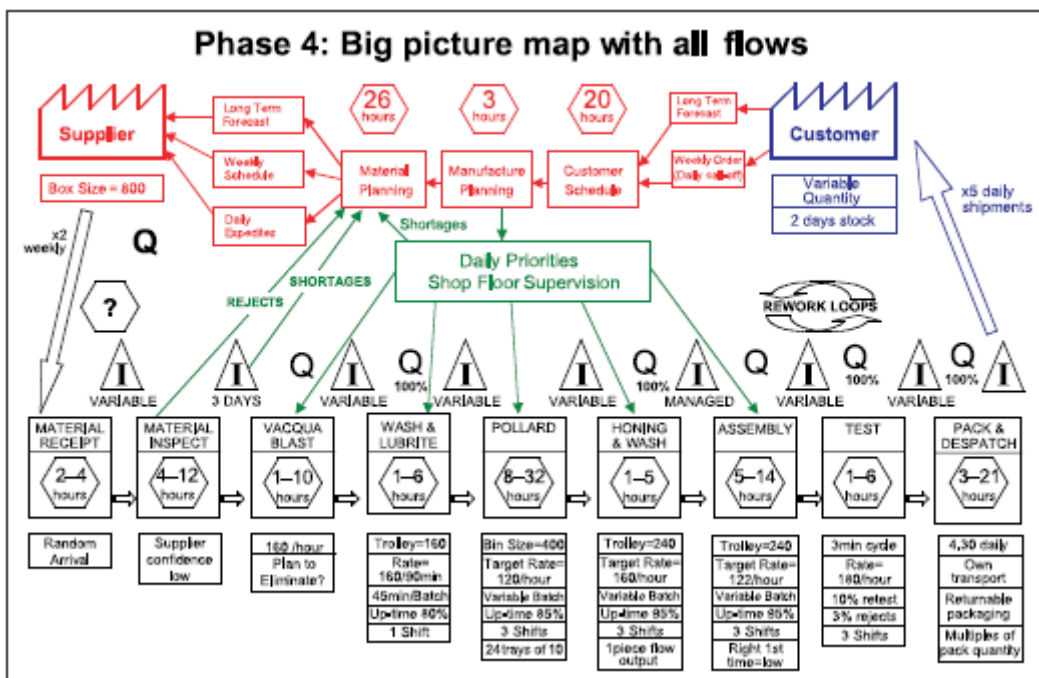 Phase 4: Big picture map with all flows
26
hours
3
hours
20
hours
Supplier
Long Term
Forecast
Long Term
Forecast
Customer
Weekly
Schedule
Material
Planning
Manufacture
Planning
Customer
Schedule
Weekly Order
(Daily call-off)
Box Size = 800
Daily
Expedites
Variable
Quantity
2 days stock
x5 daily
shipments
x2
weekly
Q
Shortages
REJECTS
SHORTAGES
Daily Priorities
Shop Floor Supervision
REWORK LOOPS
?
I
VARIABLE
I
3 DAYS
Q
I
VARIABLE
Q
100%
I
VARIABLE
I
VARIABLE
Q
100%
I
MANAGED
Q
I
VARIABLE
Q
100%
I
VARIABLE
Q
100%
I
MATERIAL
RECEIPT
2–4
hours
MATERIAL
INSPECT
4–12
hours
VACQUA
BLAST
1–10
hours
WASH &
LUBRITE
1–6
hours
POLLARD
8–32
hours
HONING
& WASH
1–5
hours
ASSEMBLY
5–14
hours
TEST
1–6
hours
PACK &
DESPATCH
3–21
hours
Random
Arrival
Supplier
confidence
low
160 /hour
Plan to
Eliminate?
Trolley=160
Rate=
160/90min
45min/Batch
Up-time 80%
1 Shift
Bin Size=400
Target Rate=
120/hour
Variable Batch
Up-time 85%
3 Shifts
24trays of 10
Trolley=240
Target Rate=
160/hour
Variable Batch
Up-time 95%
3 Shifts
1piece flow
output
Trolley=240
Target Rate=
122/hour
Variable Batch
Up-time 95%
3 Shifts
Right 1st
time=low
3min cycle
Rate=
180/hour
10% retest
3% rejects
3 Shifts
4,30 daily
Own
transport
Returnable
packaging
Multiples of
pack quantity